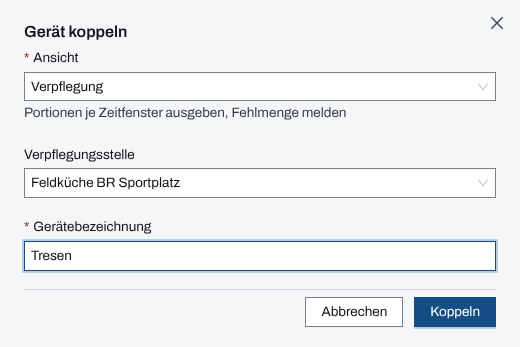 Gerät koppeln
* Ansicht
Verpflegung
Portionen je Zeitfenster ausgeben, Fehlmenge melden
Verpflegungsstelle
Feldküche BR Sportplatz
* Gerätebezeichnung
Tresen
Abbrechen Koppeln